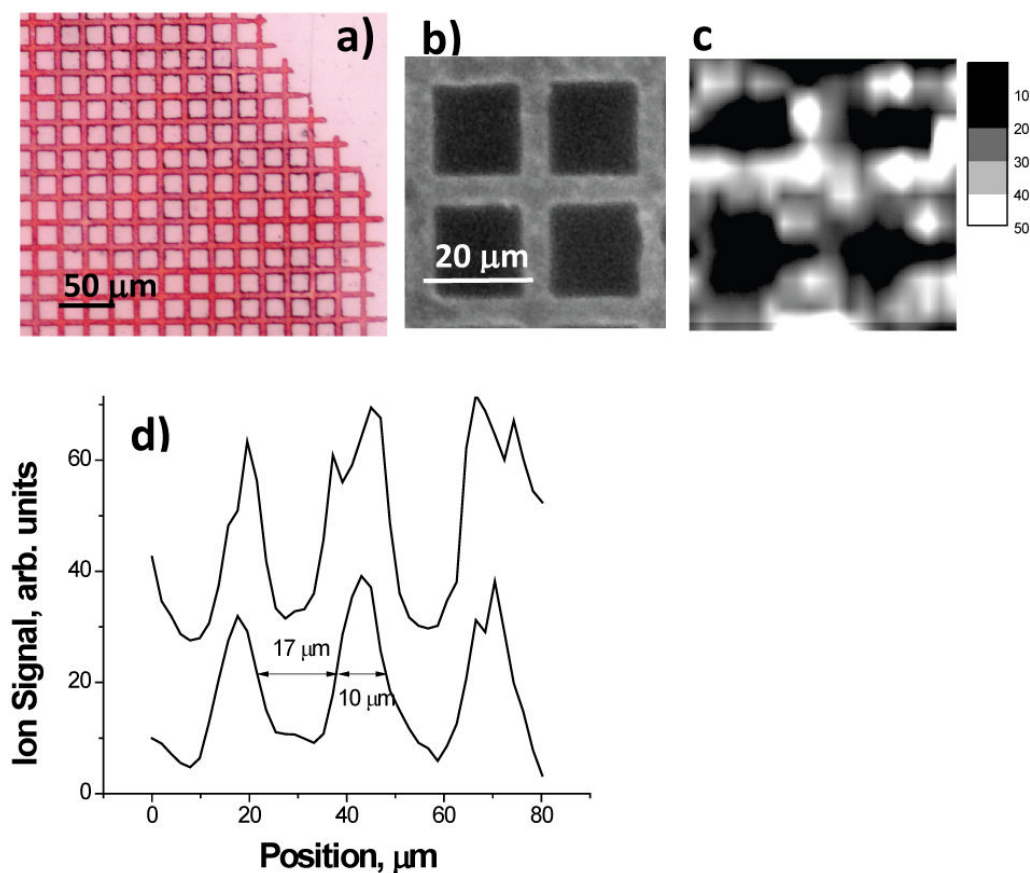 a)
50 μm
b)
20 μm
c
10
20
30
40
50
d)
Ion Signal, arb. units
60
40
20
0
17 μm
10 μm
0
20
40
60
80
Position, μm